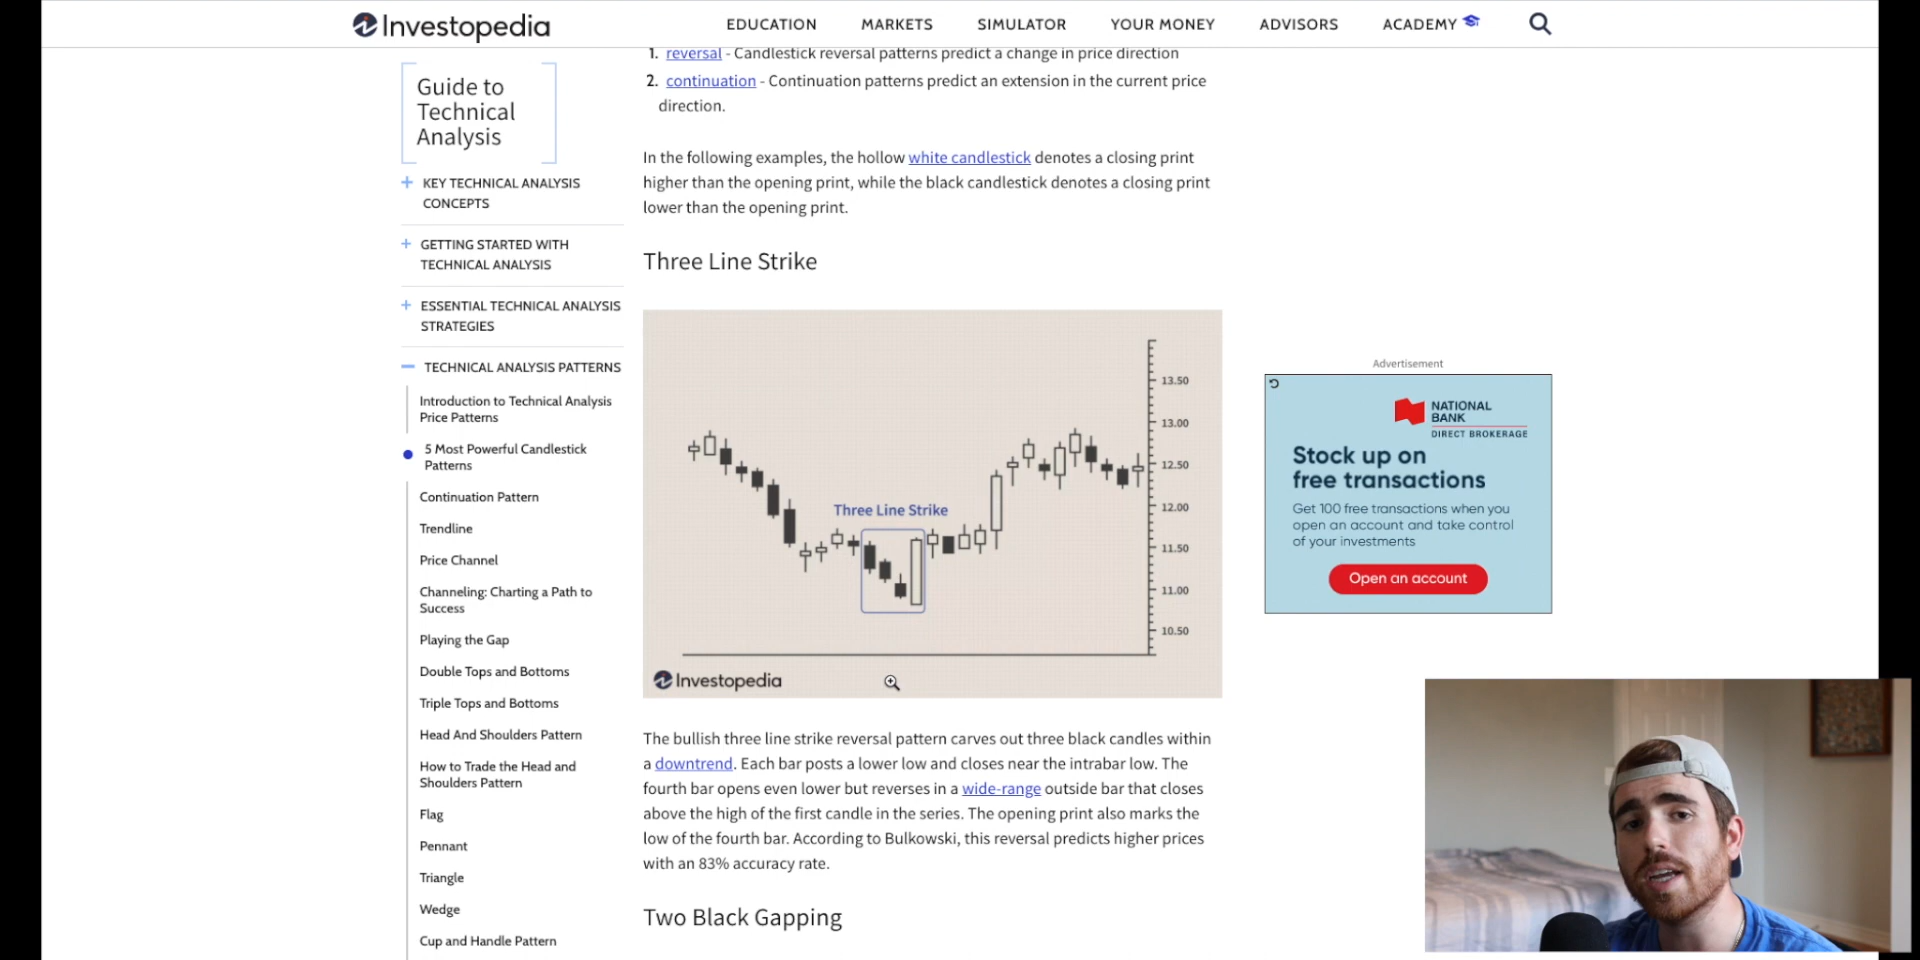 Investopedia
EDUCATION
MARKETS
SIMULATOR
YOUR MONEY
ADVISORS
ACADEMY
Guide to
Technical
Analysis
+ KEY TECHNICAL ANALYSIS
CONCEPTS
+ GETTING STARTED WITH
TECHNICAL ANALYSIS
+ ESSENTIAL TECHNICAL ANALYSIS
STRATEGIES
– TECHNICAL ANALYSIS PATTERNS
Introduction to Technical Analysis
Price Patterns
5 Most Powerful Candlestick
Patterns
Continuation Pattern
Trendline
Price Channel
Channeling: Charting a Path to
Success
Playing the Gap
Double Tops and Bottoms
Triple Tops and Bottoms
Head And Shoulders Pattern
How to Trade the Head and
Shoulders Pattern
Flag
Pennant
Triangle
Wedge
Cup and Handle Pattern
1. reversal - Candlestick reversal patterns predict a change in price direction
2. continuation - Continuation patterns predict an extension in the current price
direction.
In the following examples, the hollow white candlestick denotes a closing print
higher than the opening print, while the black candlestick denotes a closing print
lower than the opening print.
Three Line Strike
13.50
13.00
12.50
12.00
11.50
11.00
10.50
Three Line Strike
Investopedia
The bullish three line strike reversal pattern carves out three black candles within
a downtrend. Each bar posts a lower low and closes near the intrabar low. The
fourth bar opens even lower but reverses in a wide-range outside bar that closes
above the high of the first candle in the series. The opening print also marks the
low of the fourth bar. According to Bulkowski, this reversal predicts higher prices
with an 83% accuracy rate.
Two Black Gapping
Advertisement
NATIONAL
BANK
DIRECT BROKERAGE
Stock up on
free transactions
Get 100 free transactions when you
open an account and take control
of your investments
Open an account